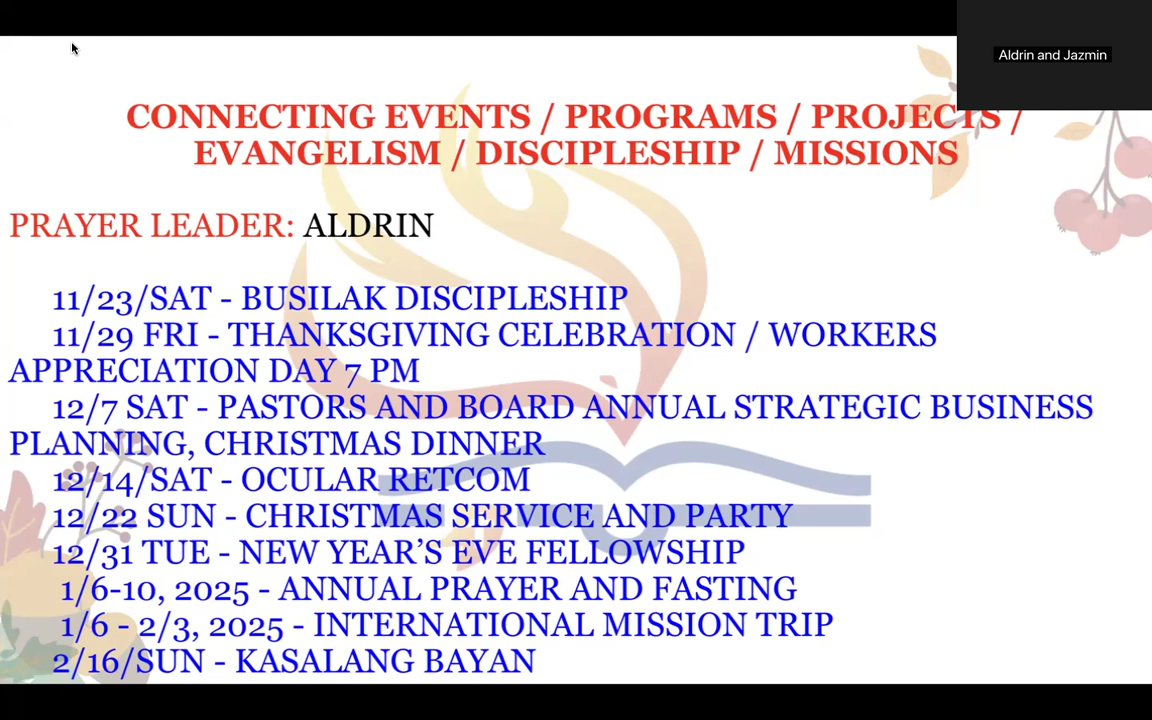 Aldrin and Jazmin
CONNECTING EVENTS / PROGRAMS / PROJECTS /
EVANGELISM / DISCIPLESHIP / MISSIONS
PRAYER LEADER: ALDRIN
11/23/SAT - BUSILAK DISCIPLESHIP
11/29 FRI - THANKSGIVING CELEBRATION / WORKERS
APPRECIATION DAY 7 PM
12/7 SAT - PASTORS AND BOARD ANNUAL STRATEGIC BUSINESS
PLANNING, CHRISTMAS DINNER
12/14/SAT - OCULAR RETCOM
12/22 SUN - CHRISTMAS SERVICE AND PARTY
12/31 TUE - NEW YEAR'S EVE FELLOWSHIP
1/6-10, 2025 - ANNUAL PRAYER AND FASTING
1/6 - 2/3, 2025 - INTERNATIONAL MISSION TRIP
2/16/SUN - KASALANG BAYAN